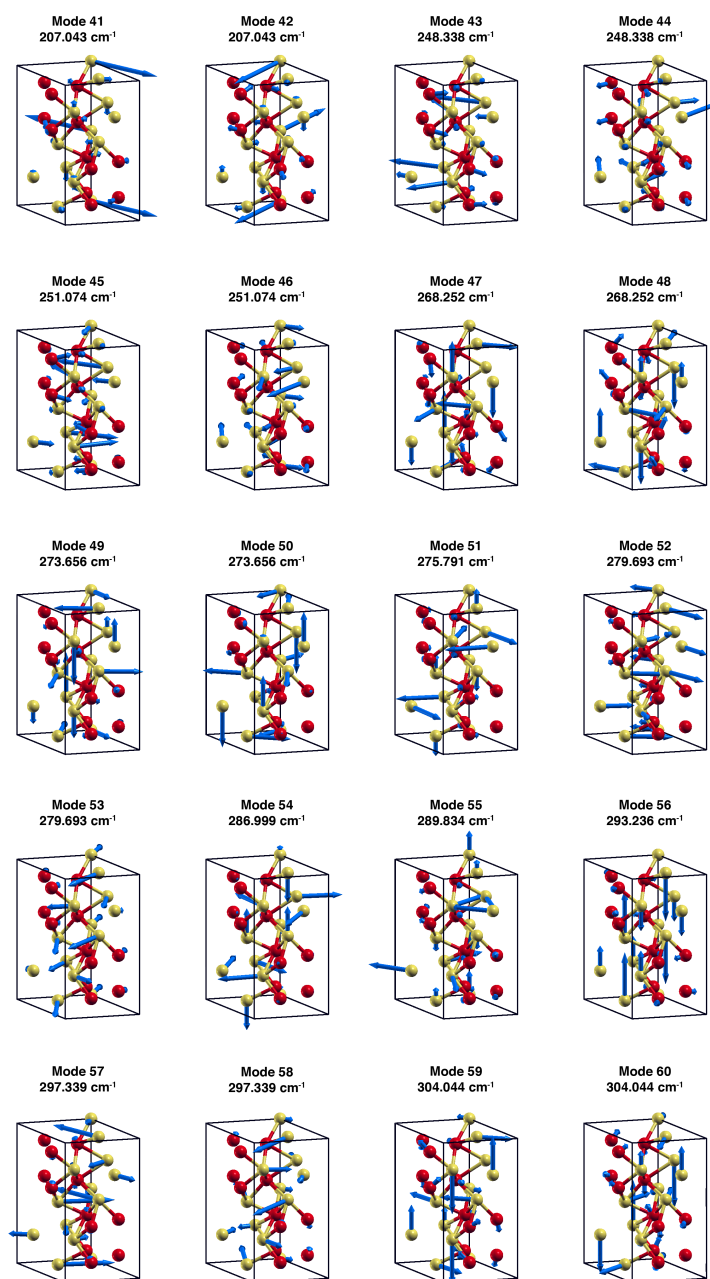 Mode 41
207.043 cm⁻¹
Mode 42
207.043 cm⁻¹
Mode 43
248.338 cm⁻¹
Mode 44
248.338 cm⁻¹
Mode 45
251.074 cm⁻¹
Mode 46
251.074 cm⁻¹
Mode 47
268.252 cm⁻¹
Mode 48
268.252 cm⁻¹
Mode 49
273.656 cm⁻¹
Mode 50
273.656 cm⁻¹
Mode 51
275.791 cm⁻¹
Mode 52
279.693 cm⁻¹
Mode 53
279.693 cm⁻¹
Mode 54
286.999 cm⁻¹
Mode 55
289.834 cm⁻¹
Mode 56
293.236 cm⁻¹
Mode 57
297.339 cm⁻¹
Mode 58
297.339 cm⁻¹
Mode 59
304.044 cm⁻¹
Mode 60
304.044 cm⁻¹